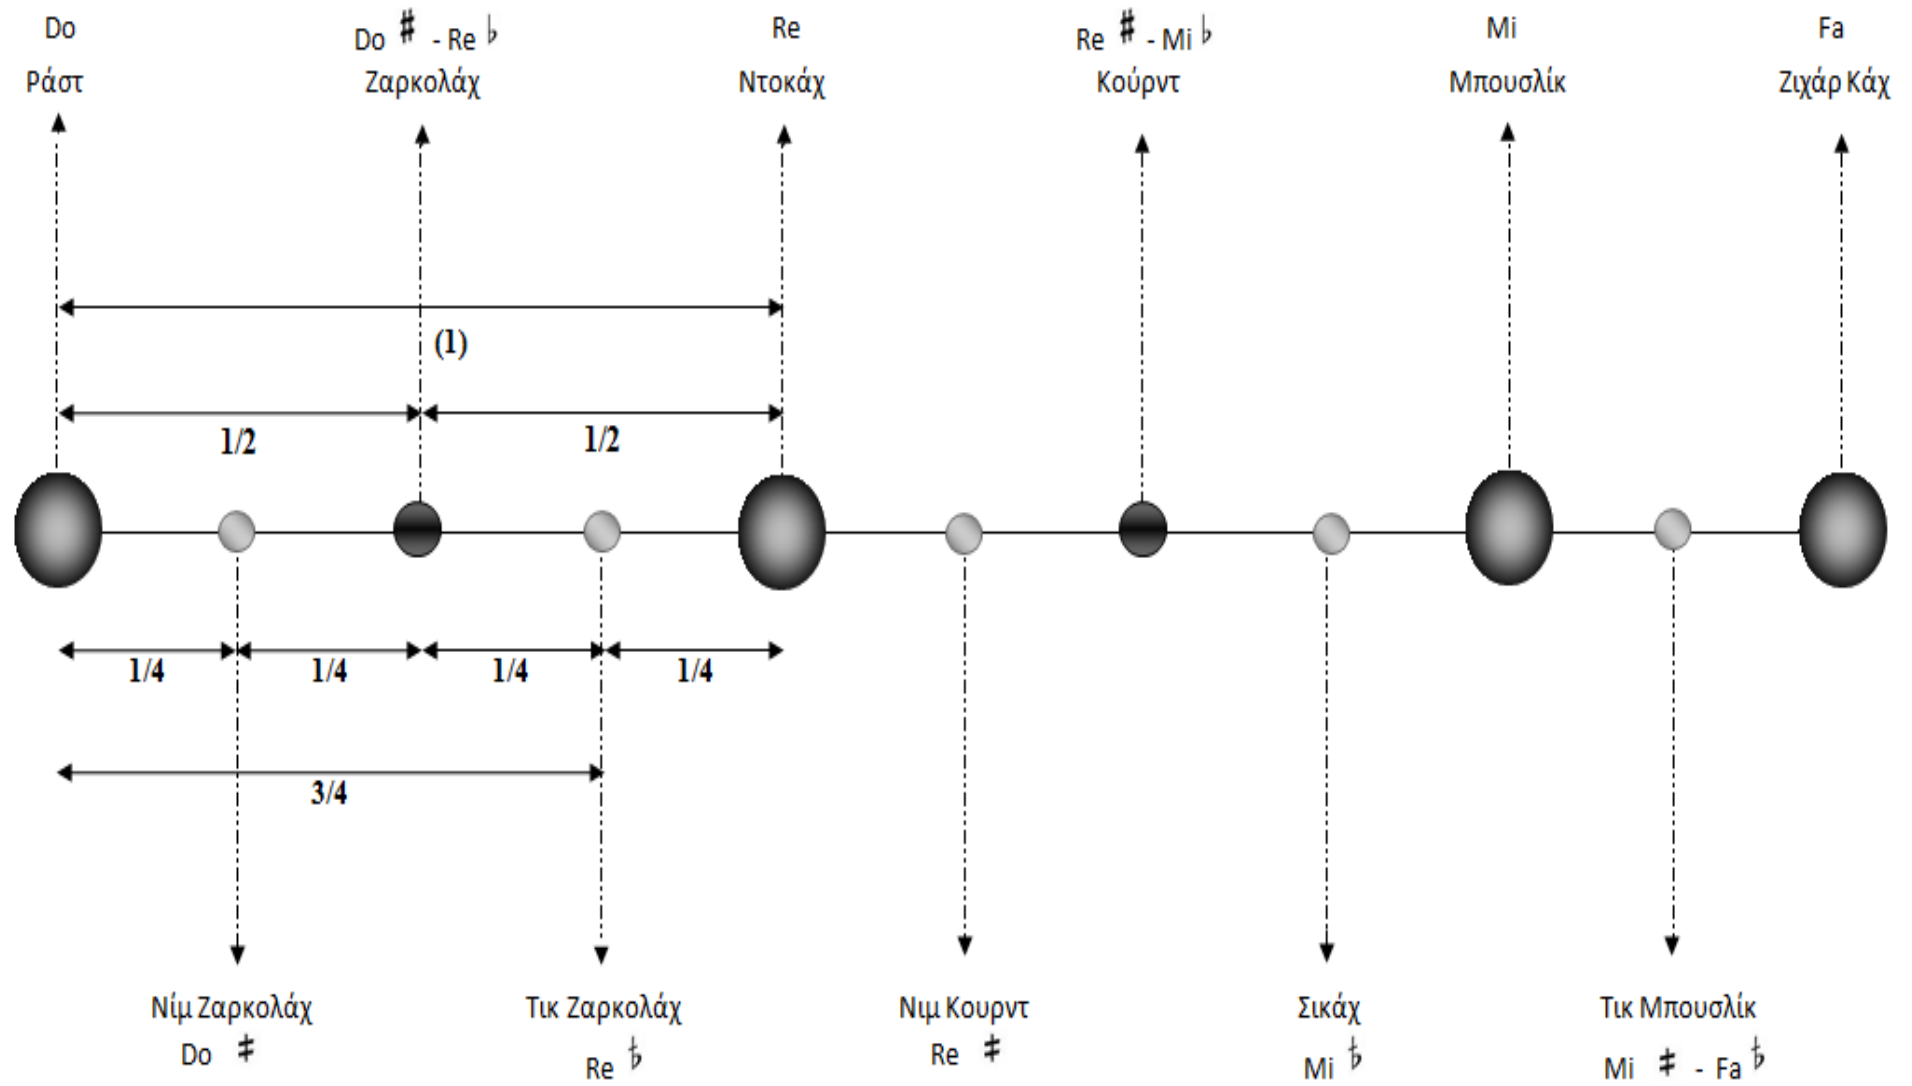 Do
Do ♯ - Re ♭
Re
Re ♯ - Mi ♭
Mi
Fa
Ράστ
Ζαρκολάχ
Ντοκάχ
Κούρντ
Μπουσλίκ
Ζιχάρ Κάχ
(1)
1/2
1/2
1/4
1/4
1/4
1/4
3/4
Νίμ Ζαρκολάχ
Τικ Ζαρκολάχ
Νιμ Κουρντ
Σικάχ
Τικ Μπουσλίκ
Do 𝄲
Re 𝄳
Re 𝄲
Mi 𝄳
Mi 𝄲 - Fa 𝄳